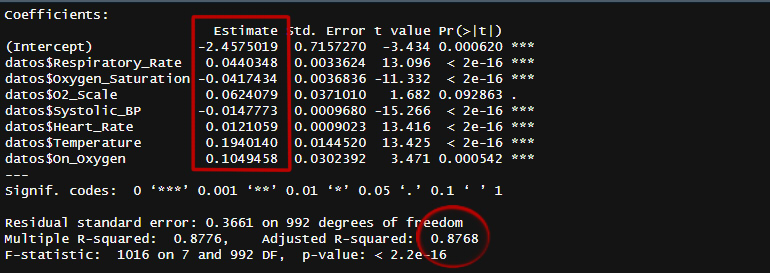 Coefficients:
Estimate Std. Error t value Pr(>|t|)
(Intercept) -2.4575019 0.7157270 -3.434 0.000620 ***
datos$Respiratory_Rate 0.0440348 0.0033624 13.096 < 2e-16 ***
datos$Oxygen_Saturation -0.0417434 0.0036836 -11.332 < 2e-16 ***
datos$O2_Scale 0.0624079 0.0371010 1.682 0.092863 .
datos$Systolic_BP -0.0147773 0.0009680 -15.266 < 2e-16 ***
datos$Heart_Rate 0.0121059 0.0009023 13.416 < 2e-16 ***
datos$Temperature 0.1940140 0.0144520 13.425 < 2e-16 ***
datos$On_Oxygen 0.1049458 0.0302392 3.471 0.000542 ***
---
Signif. codes: 0 ‘***’ 0.001 ‘**’ 0.01 ‘*’ 0.05 ‘.’ 0.1 ‘ ’ 1
Residual standard error: 0.3661 on 992 degrees of freedom
Multiple R-squared: 0.8776, Adjusted R-squared: 0.8768
F-statistic: 1016 on 7 and 992 DF, p-value: < 2.2e-16